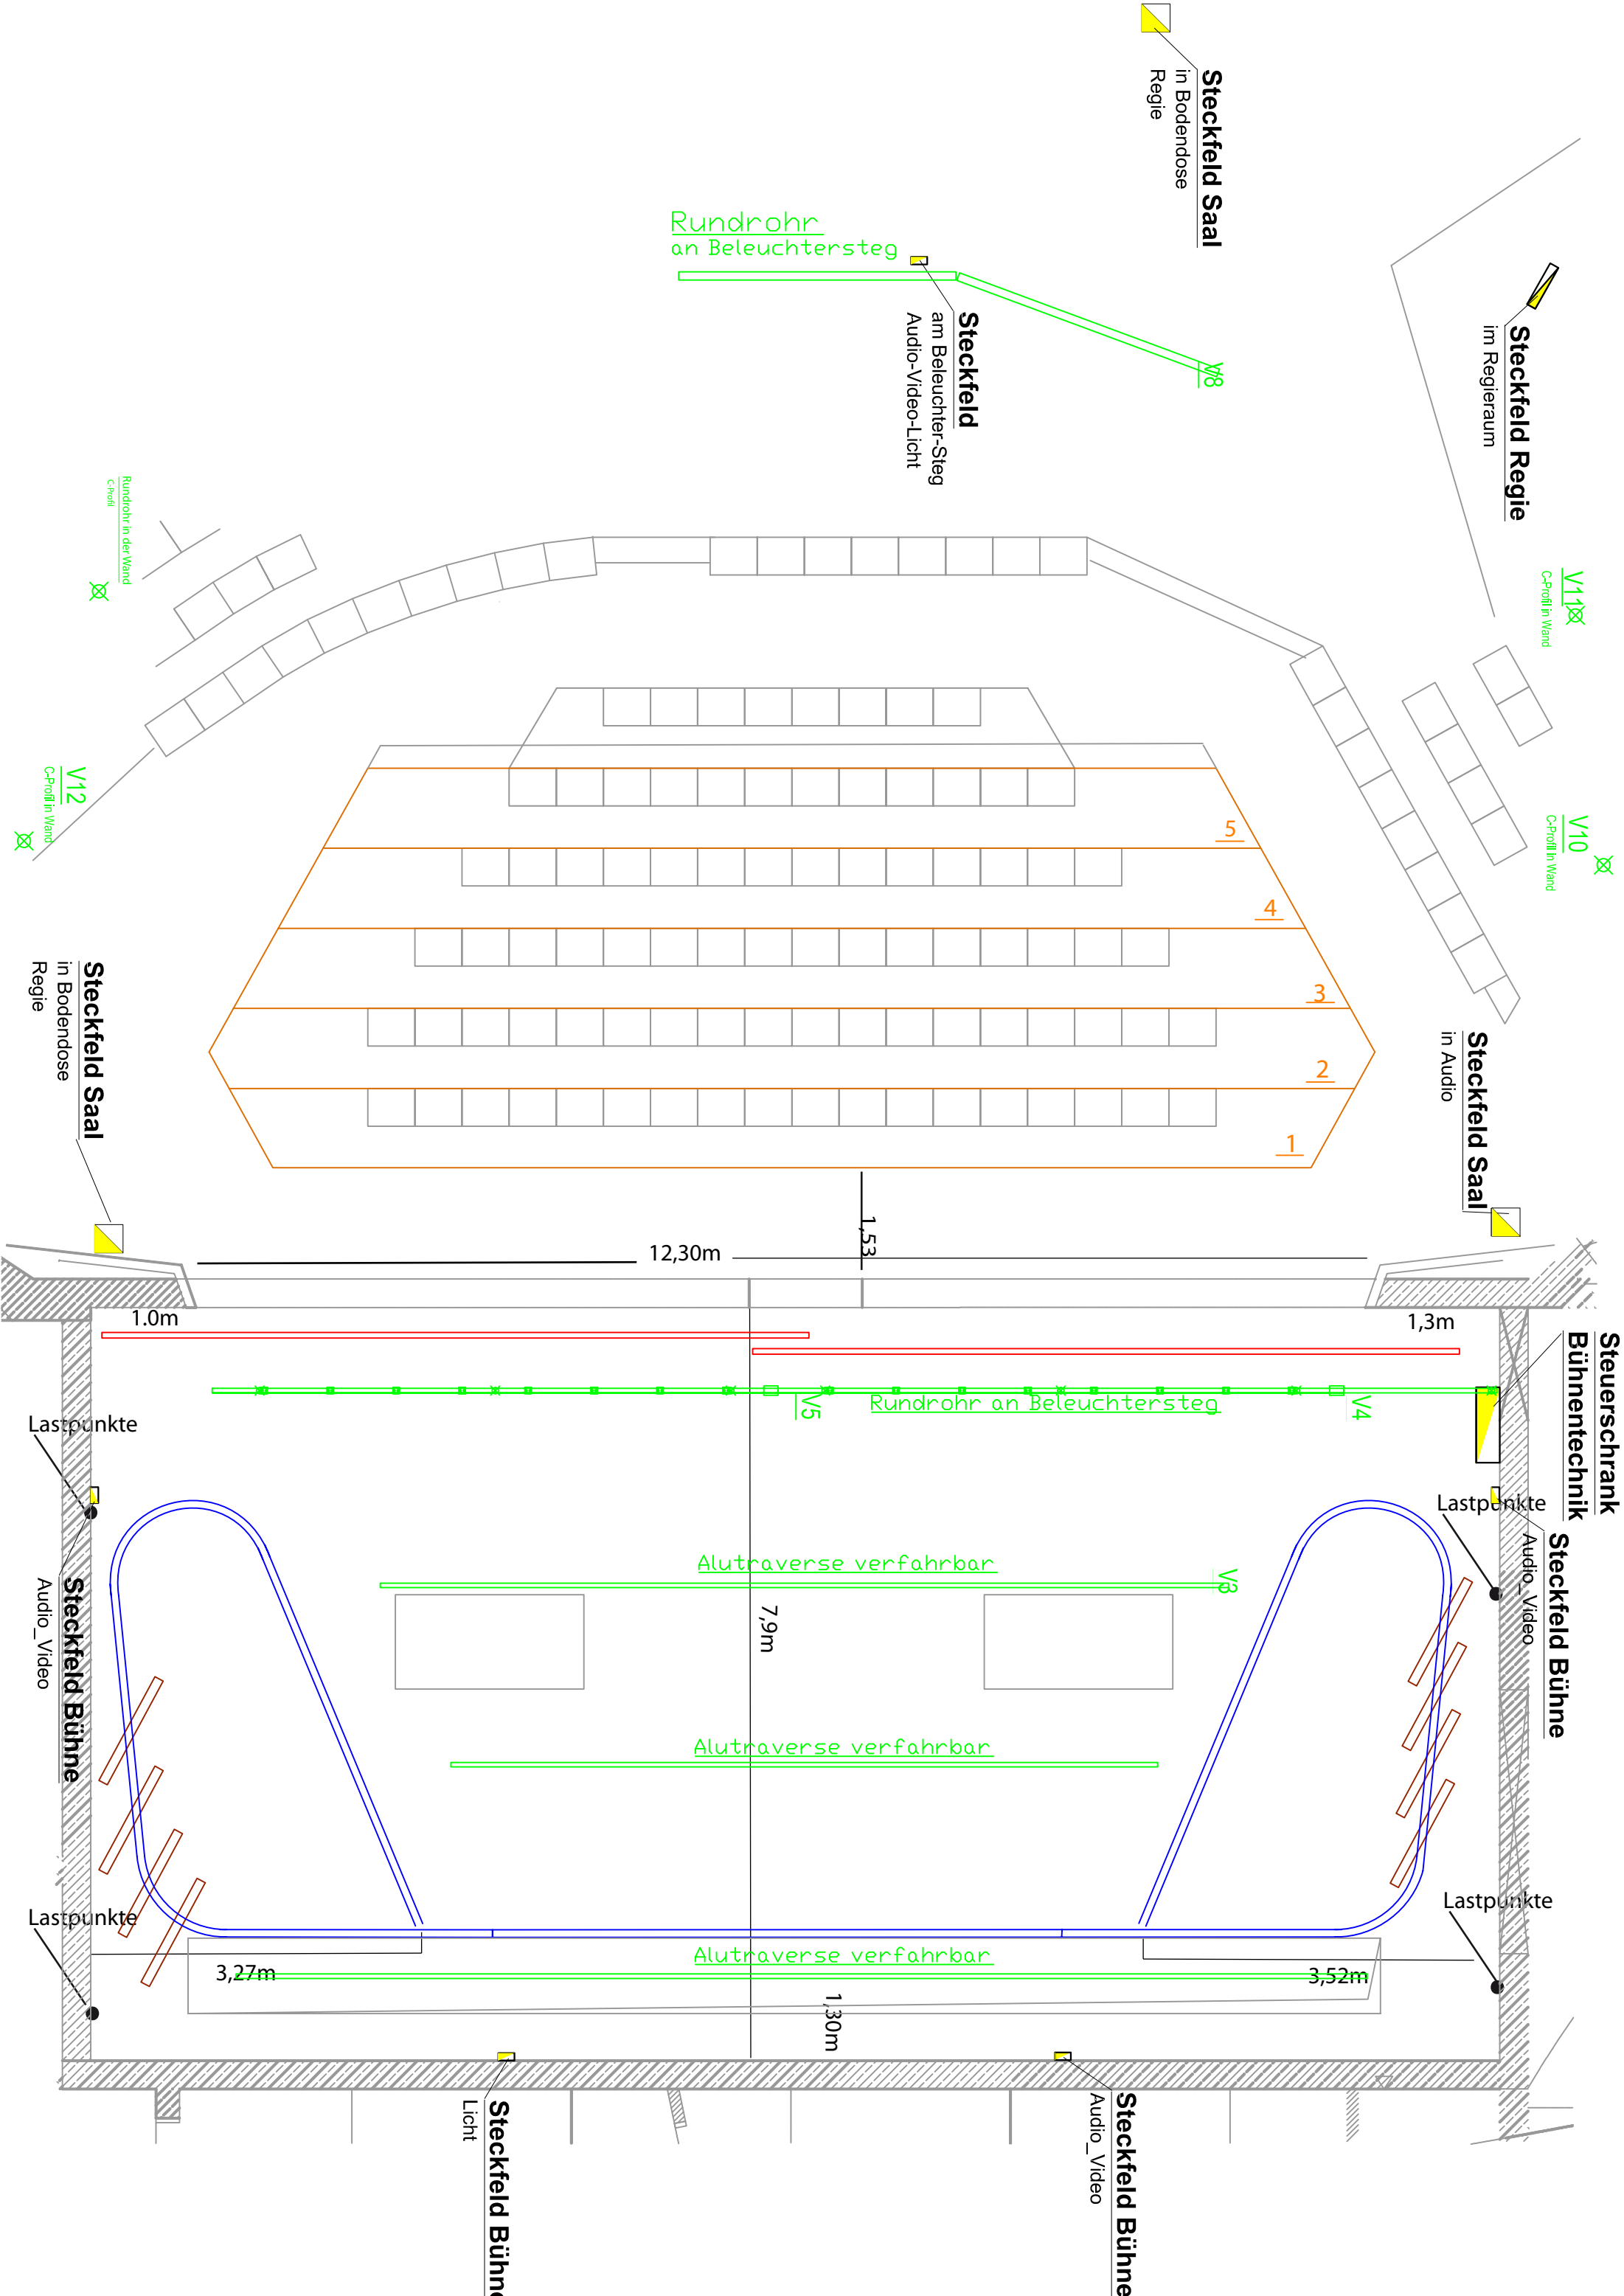 Steckfeld Saal
in Bodendose
Regie
Rundrohr
an Beleuchtersteg
Steckfeld
am Beleuchter-Steg
Audio-Video-Licht
V8
Steckfeld Regie
im Regieraum
Rundrohr in der Wand
C-Profil
V11
C-Profil in Wand
V12
C-Profil in Wand
V10
C-Profil in Wand
5
4
3
2
1
Steckfeld Saal
in Bodendose
Regie
Steckfeld Saal
in Audio
1,53
12,30m
1.0m
1,3m
Steuerschrank
Bühnentechnik
V5
Rundrohr an Beleuchtersteg
V4
Lastpunkte
Lastpunkte
Steckfeld Bühne
Audio_Video
Steckfeld Bühne
Audio_Video
Alutraverse verfahrbar
V3
7,9m
Alutraverse verfahrbar
Lastpunkte
Lastpunkte
Alutraverse verfahrbar
3,27m
3,52m
1,30m
Steckfeld Bühne
Licht
Steckfeld Bühne
Audio_Video